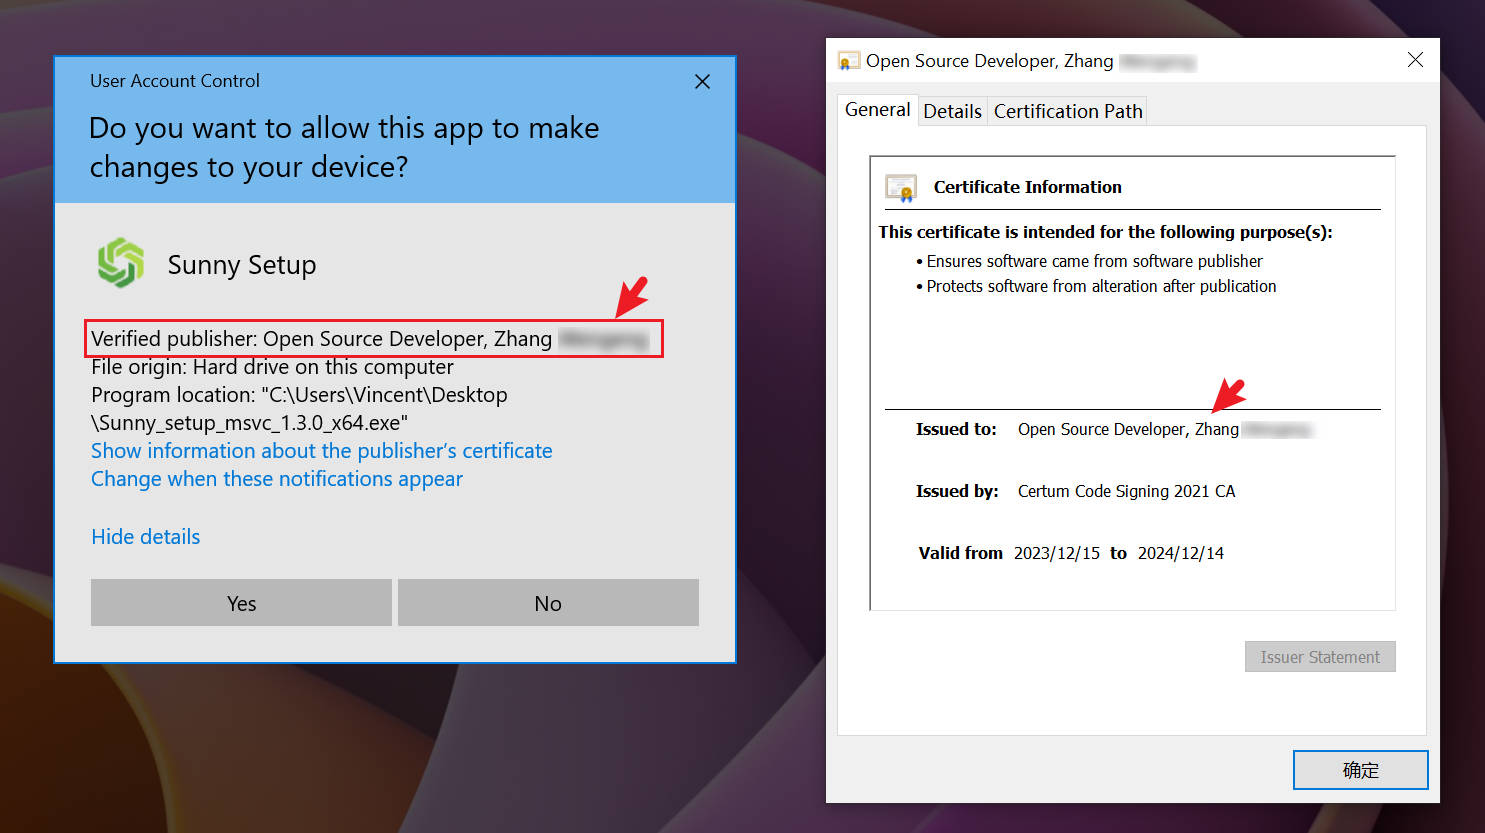 User Account Control
Do you want to allow this app to make
changes to your device?
Sunny Setup
Verified publisher: Open Source Developer, Zhang
File origin: Hard drive on this computer
Program location: "C:\Users\Vincent\Desktop
\Sunny_setup_msvc_1.3.0_x64.exe"
Show information about the publisher’s certificate
Change when these notifications appear
Hide details
Yes
No
Open Source Developer, Zhang
General
Details
Certification Path
Certificate Information
This certificate is intended for the following purpose(s):
• Ensures software came from software publisher
• Protects software from alteration after publication
Issued to: Open Source Developer, Zhang
Issued by: Certum Code Signing 2021 CA
Valid from 2023/12/15 to 2024/12/14
Issuer Statement
确定